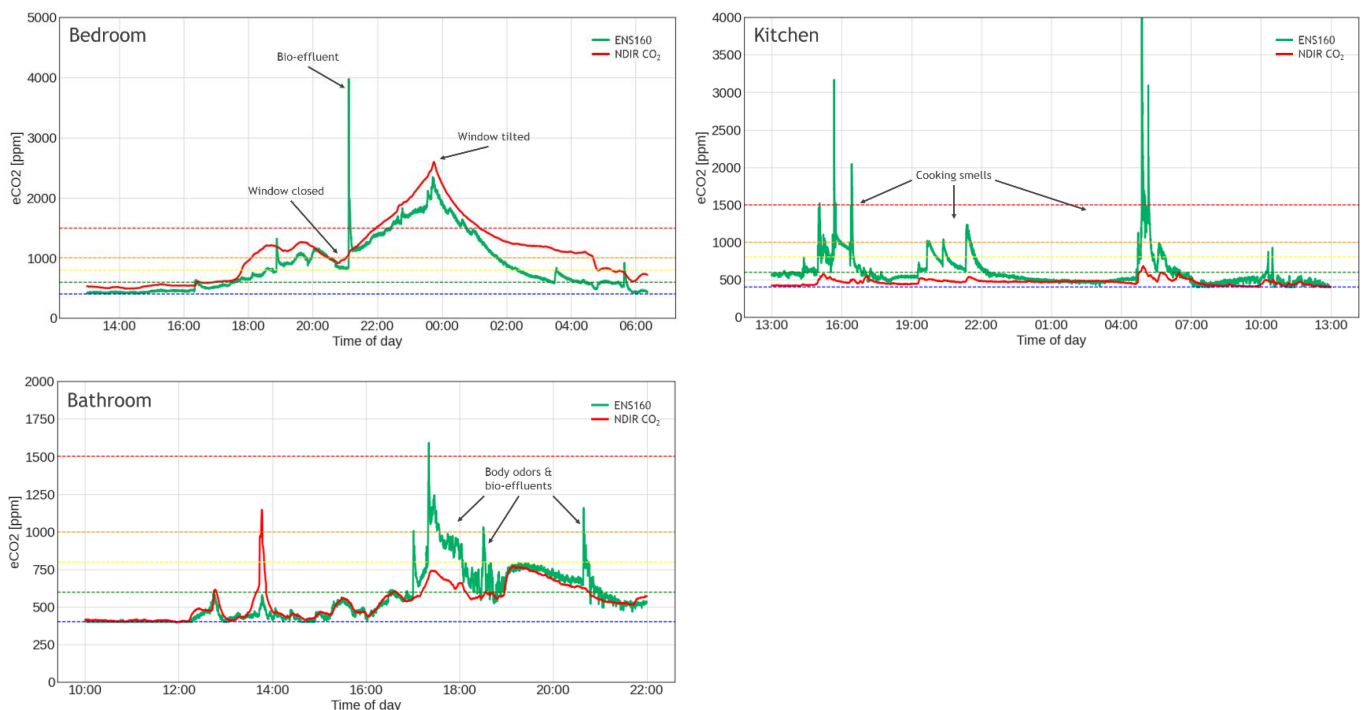 Bedroom
ENS160
NDIR CO₂
Bio-effluent
Window tilted
Window closed
eCO2 [ppm]
5000
4000
3000
2000
1000
0
14:00 16:00 18:00 20:00 22:00 00:00 02:00 04:00 06:00
Time of day
Kitchen
ENS160
NDIR CO₂
Cooking smells
eCO2 [ppm]
4000
3500
3000
2500
2000
1500
1000
500
0
13:00 16:00 19:00 22:00 01:00 04:00 07:00 10:00 13:00
Time of day
Bathroom
ENS160
NDIR CO₂
Body odors &
bio-effluents
eCO2 [ppm]
2000
1750
1500
1250
1000
750
500
250
0
10:00 12:00 14:00 16:00 18:00 20:00 22:00
Time of day